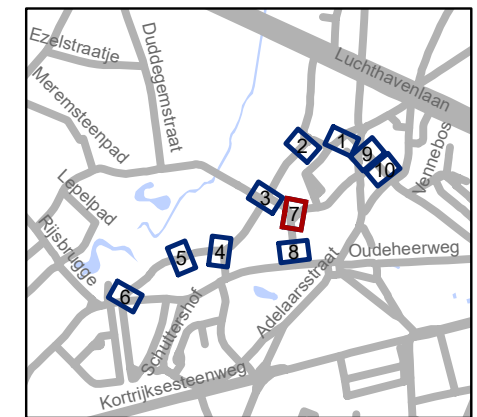 Ezelstraatje
Duddegemstraat
Luchthavenlaan
Meremsteenpad
1
2
9
10
Vennebos
Lepelpad
3
7
Rijsbrugge
4
5
8
Oudeheerweg
6
Adelaarsstraat
Schuttershof
Kortrijksesteenweg